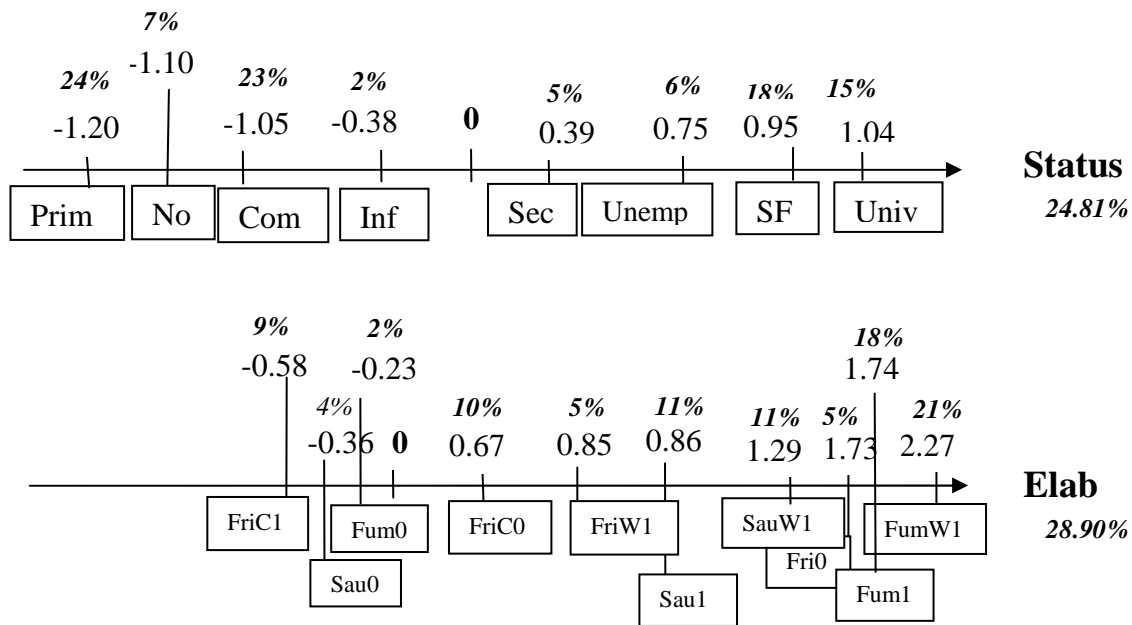 7%
-1.10
24% 23% 2% 5% 6% 18% 15%
-1.20 -1.05 -0.38 0 0.39 0.75 0.95 1.04
Status
Prim No Com Inf Sec Unemp SF Univ
24.81%
9% 2% 18%
-0.58 -0.23 1.74
4% 10% 5% 11% 11% 5% 21%
-0.36 0 0.67 0.85 0.86 1.29 1.73 2.27
Elab
FriC1 Fum0 FriC0 FriW1 SauW1 FumW1
28.90%
Fri0
Sau0 Sau1 Fum1